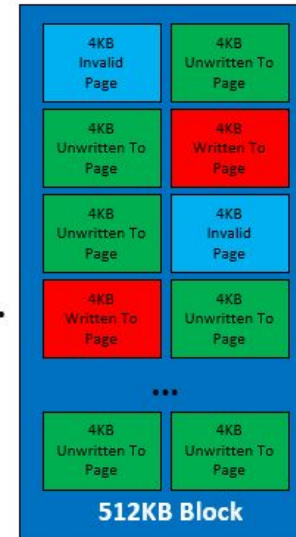 4KB
Invalid
Page
4KB
Unwritten To
Page
4KB
Unwritten To
Page
4KB
Written To
Page
4KB
Unwritten To
Page
4KB
Invalid
Page
4KB
Written To
Page
4KB
Unwritten To
Page
...
4KB
Unwritten To
Page
4KB
Unwritten To
Page
512KB Block